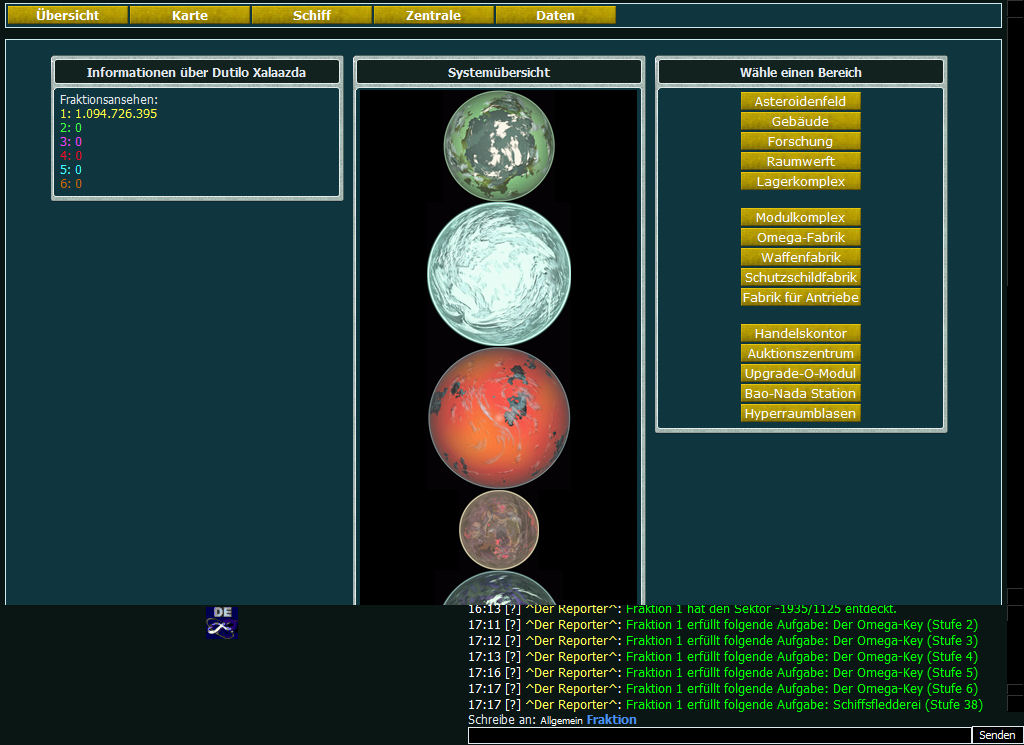 Übersicht Karte Schiff Zentrale Daten
Informationen über Dutilo Xalaazda
Fraktionsansehen:
1: 1.094.726.395
2: 0
3: 0
4: 0
5: 0
6: 0
Systemübersicht
Wähle einen Bereich
Asteroidenfeld
Gebäude
Forschung
Raumwerft
Lagerkomplex
Modulkomplex
Omega-Fabrik
Waffenfabrik
Schutzschildfabrik
Fabrik für Antriebe
Handelskontor
Auktionszentrum
Upgrade-O-Modul
Bao-Nada Station
Hyperraumblasen
DE
16:13 [?] ^Der Reporter^: Fraktion 1 hat den Sektor -1935/1125 entdeckt.
17:11 [?] ^Der Reporter^: Fraktion 1 erfüllt folgende Aufgabe: Der Omega-Key (Stufe 2)
17:12 [?] ^Der Reporter^: Fraktion 1 erfüllt folgende Aufgabe: Der Omega-Key (Stufe 3)
17:13 [?] ^Der Reporter^: Fraktion 1 erfüllt folgende Aufgabe: Der Omega-Key (Stufe 4)
17:16 [?] ^Der Reporter^: Fraktion 1 erfüllt folgende Aufgabe: Der Omega-Key (Stufe 5)
17:17 [?] ^Der Reporter^: Fraktion 1 erfüllt folgende Aufgabe: Der Omega-Key (Stufe 6)
17:17 [?] ^Der Reporter^: Fraktion 1 erfüllt folgende Aufgabe: Schiffsfledderei (Stufe 38)
Schreibe an: Allgemein Fraktion
Senden